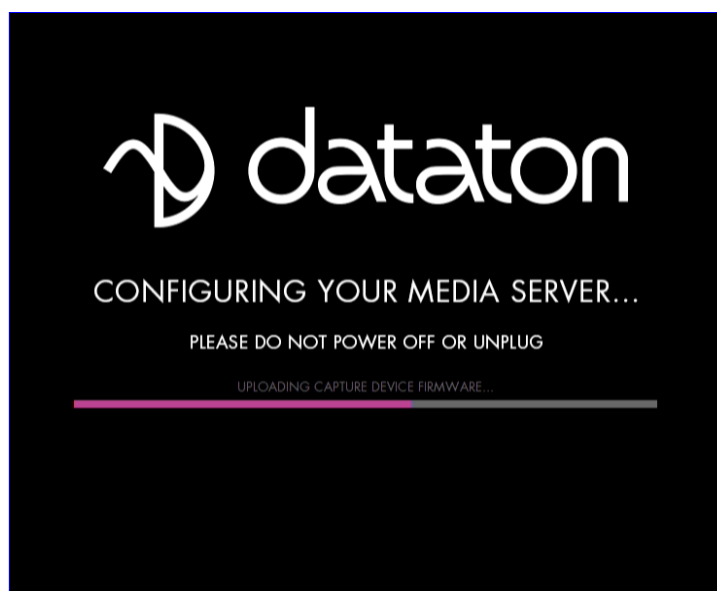 dataton
CONFIGURING YOUR MEDIA SERVER...
PLEASE DO NOT POWER OFF OR UNPLUG
UPLOADING CAPTURE DEVICE FIRMWARE...